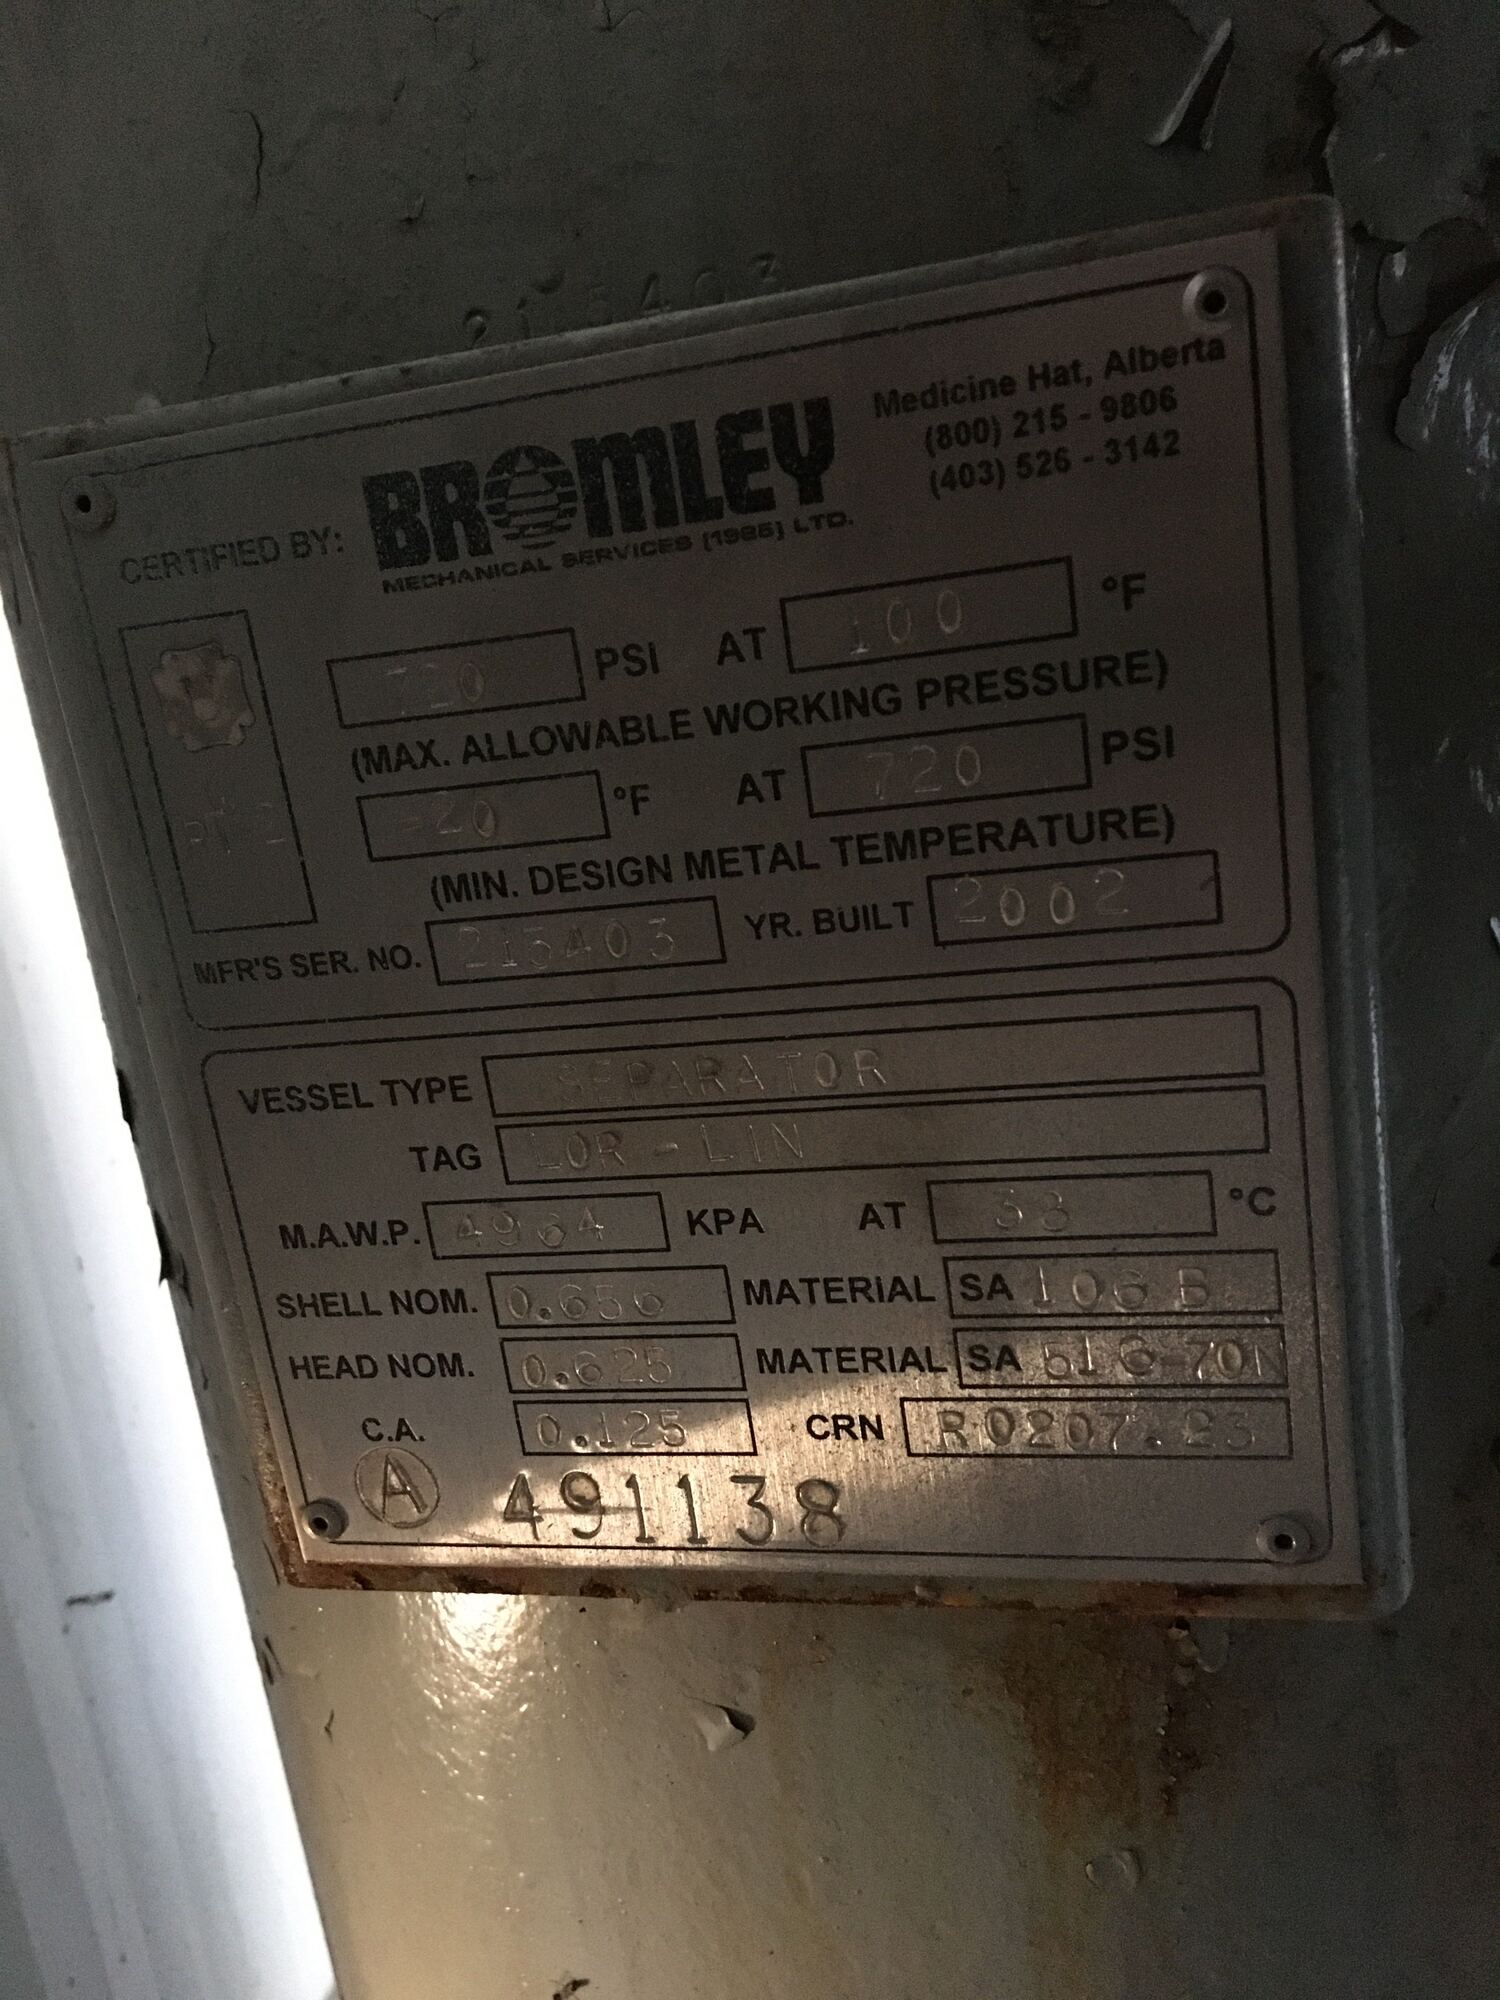 CERTIFIED BY: BROMLEY
MECHANICAL SERVICES (1985) LTD.
Medicine Hat, Alberta
(800) 215 - 9806
(403) 526 - 3142
720 PSI AT 100 °F
(MAX. ALLOWABLE WORKING PRESSURE)
-20 °F AT 720 PSI
(MIN. DESIGN METAL TEMPERATURE)
MFR'S SER. NO. 215403 YR. BUILT 2002
VESSEL TYPE SEPARATOR
TAG LOR-LIN
M.A.W.P. 4964 KPA AT 38 °C
SHELL NOM. 0.656 MATERIAL SA 106 B
HEAD NOM. 0.625 MATERIAL SA 516-70N
C.A. 0.125 CRN R0207.23
A 491138